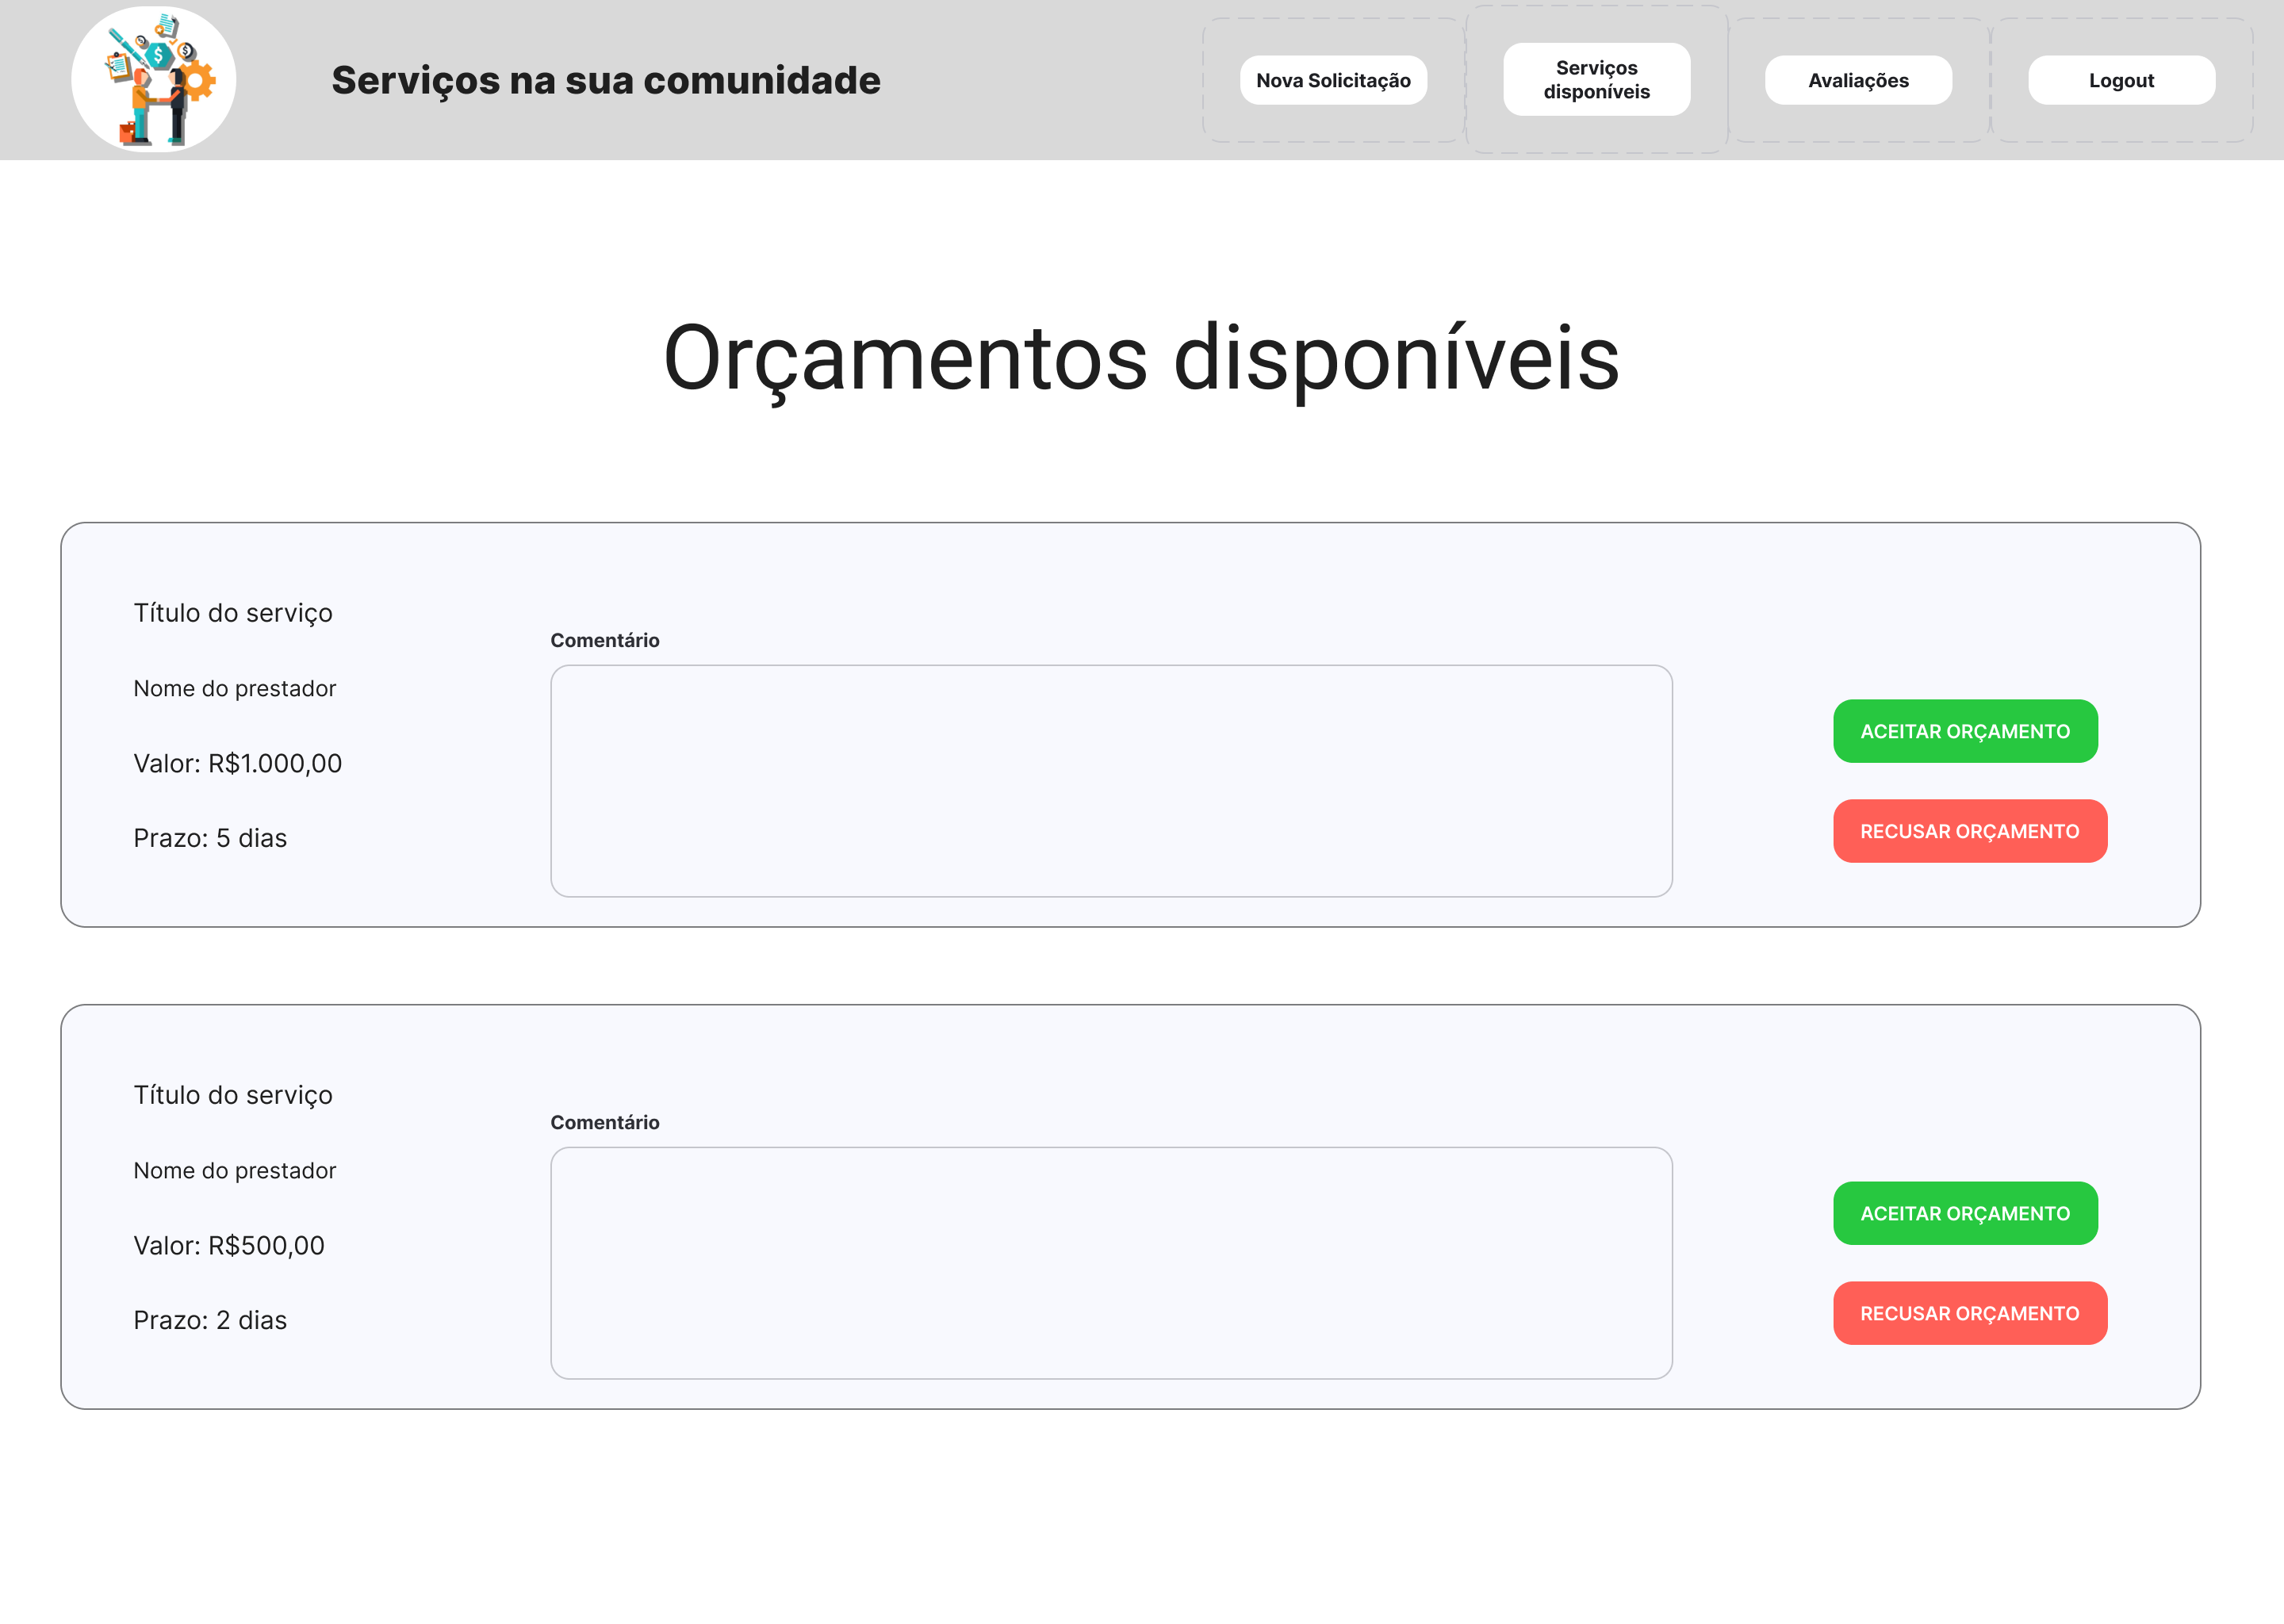 Serviços na sua comunidade
Nova Solicitação
Serviços
disponíveis
Avaliações
Logout
Orçamentos disponíveis
Título do serviço
Comentário
Nome do prestador
Valor: R$1.000,00
Prazo: 5 dias
ACEITAR ORÇAMENTO
RECUSAR ORÇAMENTO
Título do serviço
Comentário
Nome do prestador
Valor: R$500,00
Prazo: 2 dias
ACEITAR ORÇAMENTO
RECUSAR ORÇAMENTO